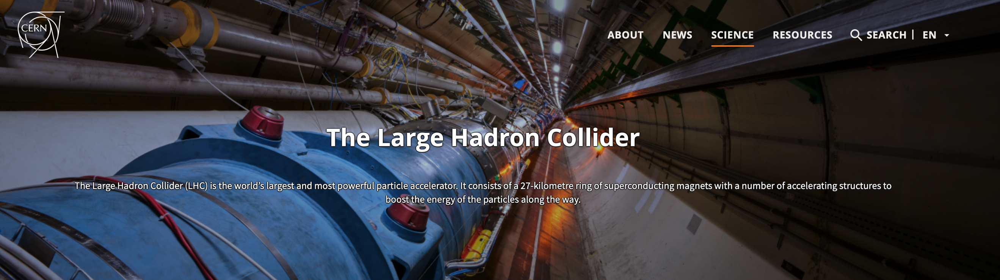 CERN
ABOUT NEWS SCIENCE RESOURCES SEARCH | EN
The Large Hadron Collider
The Large Hadron Collider (LHC) is the world’s largest and most powerful particle accelerator. It consists of a 27-kilometre ring of superconducting magnets with a number of accelerating structures to
boost the energy of the particles along the way.